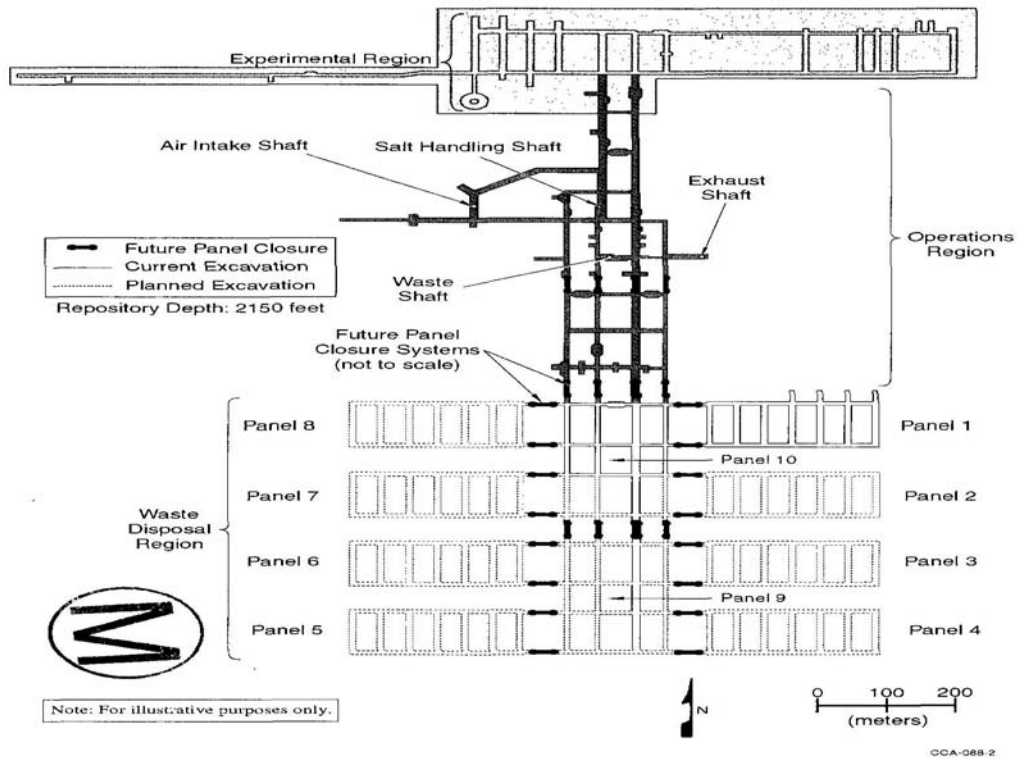 Experimental Region
Air Intake Shaft
Salt Handling Shaft
Exhaust
Shaft
Operations
Region
Future Panel Closure
Current Excavation
Planned Excavation
Repository Depth: 2150 feet
Waste
Shaft
Future Panel
Closure Systems
(not to scale)
Panel 8
Panel 1
Panel 10
Panel 7
Panel 2
Waste
Disposal
Region
Panel 6
Panel 3
Panel 9
Panel 5
Panel 4
Note: For illustrative purposes only.
N
0 100 200
(meters)
CCA-088-2